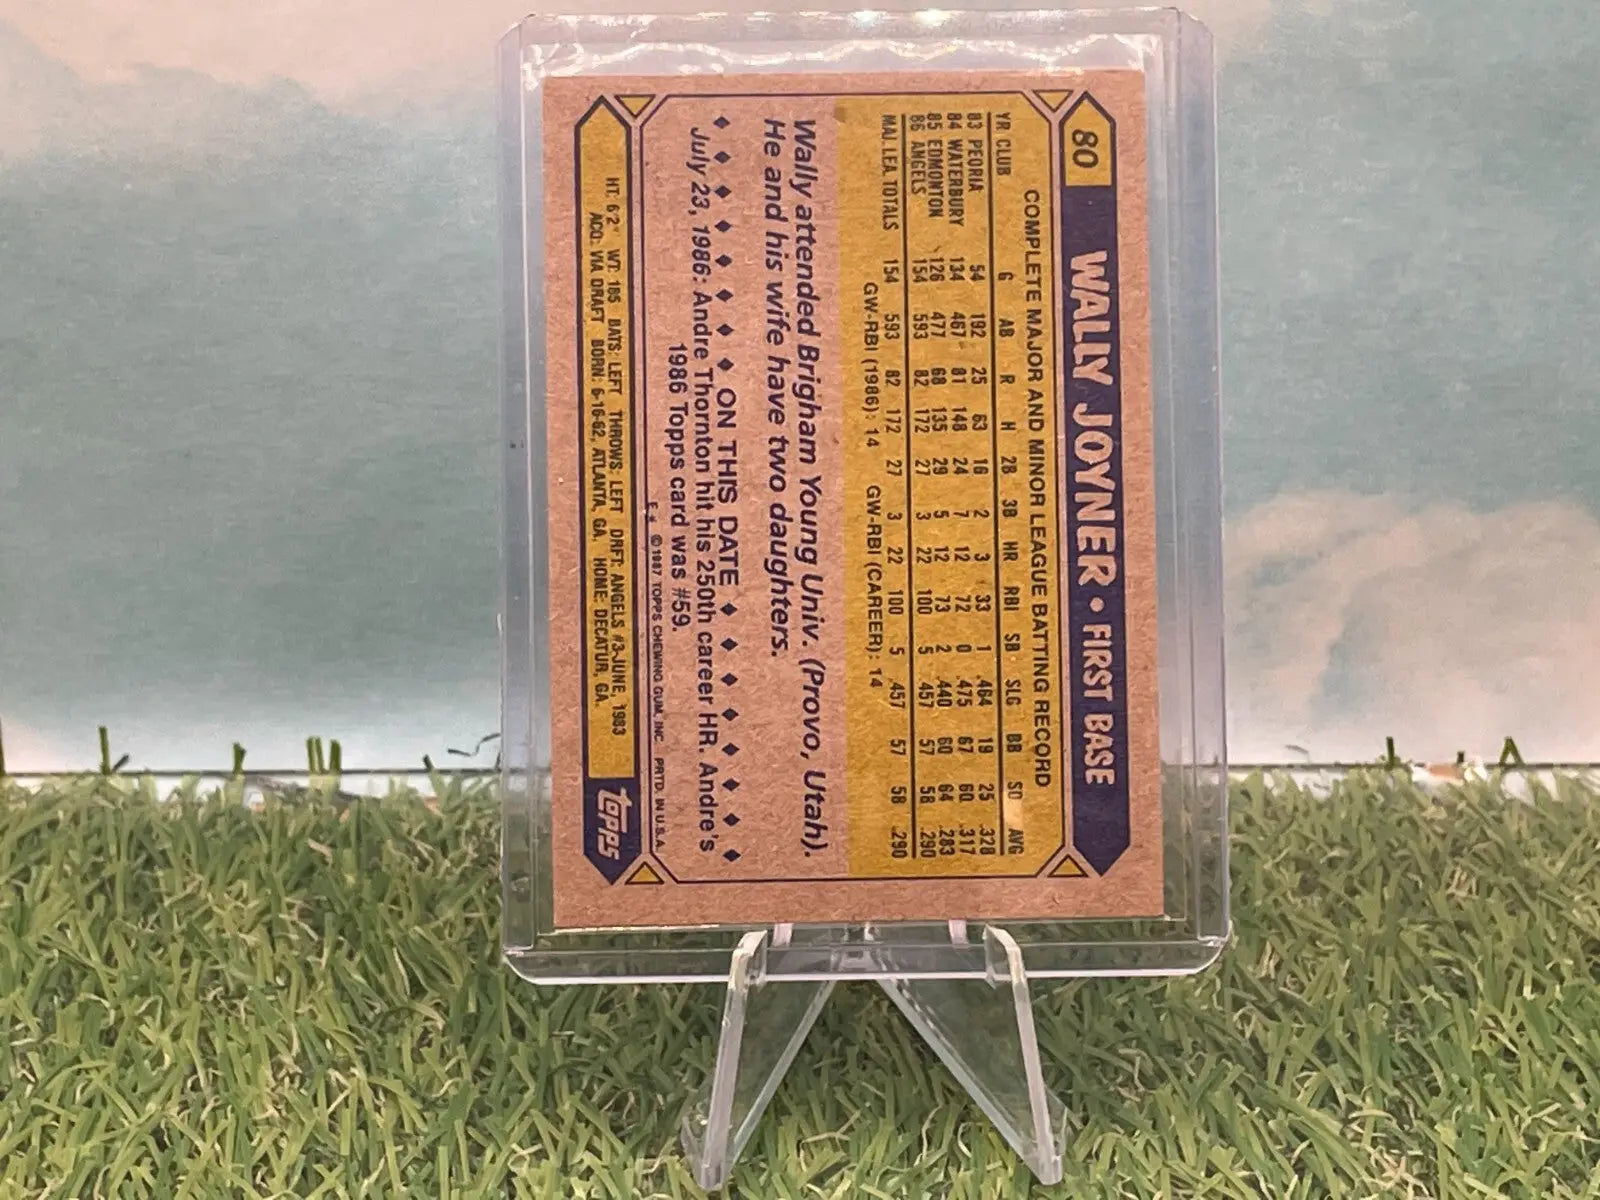 80 WALLY JOYNER • FIRST BASE
COMPLETE MAJOR AND MINOR LEAGUE BATTING RECORD
YR CLUB G AB R H 2B 3B HR RBI SB SLG BB SO AVG
83 PEORIA 54 192 25 63 16 2 3 33 1 .464 19 25 .328
84 WATERBURY 134 467 81 148 24 7 12 72 0 .475 67 60 .317
85 EDMONTON 126 477 68 135 29 5 12 73 2 .440 60 64 .283
86 ANGELS 154 593 82 172 27 3 22 100 5 .457 57 58 .290
MAJ. LEA. TOTALS 154 593 82 172 27 3 22 100 5 .457 57 58 .290
GW-RBI (1986): 14 GW-RBI (CAREER): 14
Wally attended Brigham Young Univ. (Provo, Utah).
He and his wife have two daughters.
♦ ♦ ♦ ♦ ♦ ♦ ♦ ♦ ON THIS DATE ♦ ♦ ♦ ♦ ♦ ♦ ♦ ♦
July 23, 1986: Andre Thornton hit his 250th career HR. Andre's
1986 Topps card was #59.
© 1987 TOPPS CHEWING GUM, INC. PRTD. IN U.S.A.
HT: 6'2" WT: 185 BATS: LEFT THROWS: LEFT DRFT: ANGELS #3-JUNE, 1983
ACQ: VIA DRAFT BORN: 6-16-62, ATLANTA, GA. HOME: DECATUR, GA.
topps